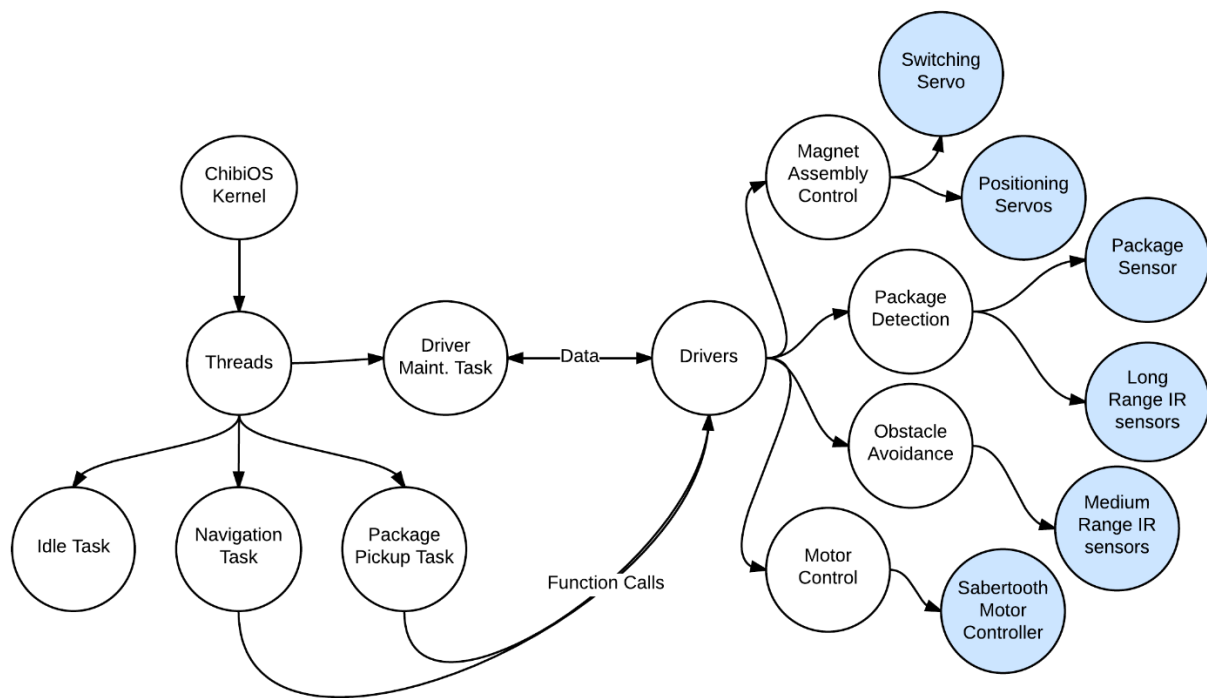 Switching
Servo
Magnet
Assembly
Control
ChibiOS
Kernel
Positioning
Servos
Package
Sensor
Package
Detection
Threads
Driver
Maint. Task
Data
Drivers
Long
Range IR
sensors
Obstacle
Avoidance
Idle Task
Navigation
Task
Package
Pickup Task
Medium
Range IR
sensors
Function Calls
Motor
Control
Sabertooth
Motor
Controller